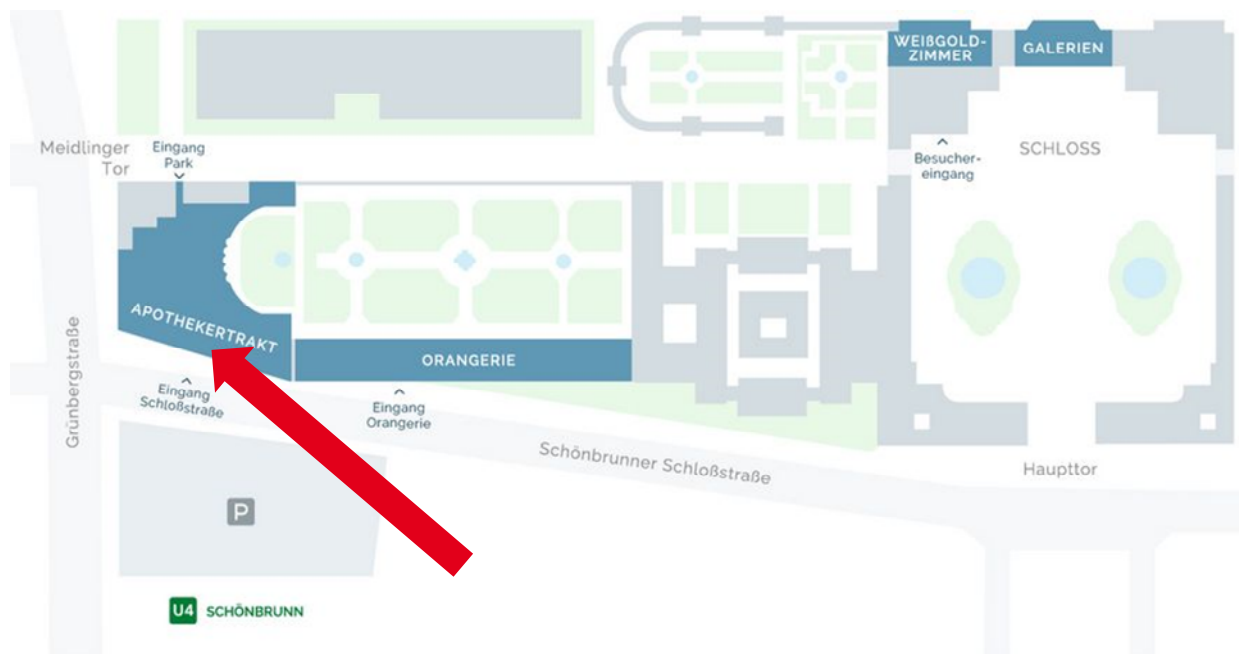 WEIßGOLD-
ZIMMER
GALERIEN
Meidlinger
Tor
Eingang
Park
Besucher-
eingang
SCHLOSS
APOTHEKERTRAKT
ORANGERIE
Grünbergstraße
Eingang
Schloßstraße
Eingang
Orangerie
Schönbrunner Schloßstraße
Haupttor
P
U4 SCHÖNBRUNN